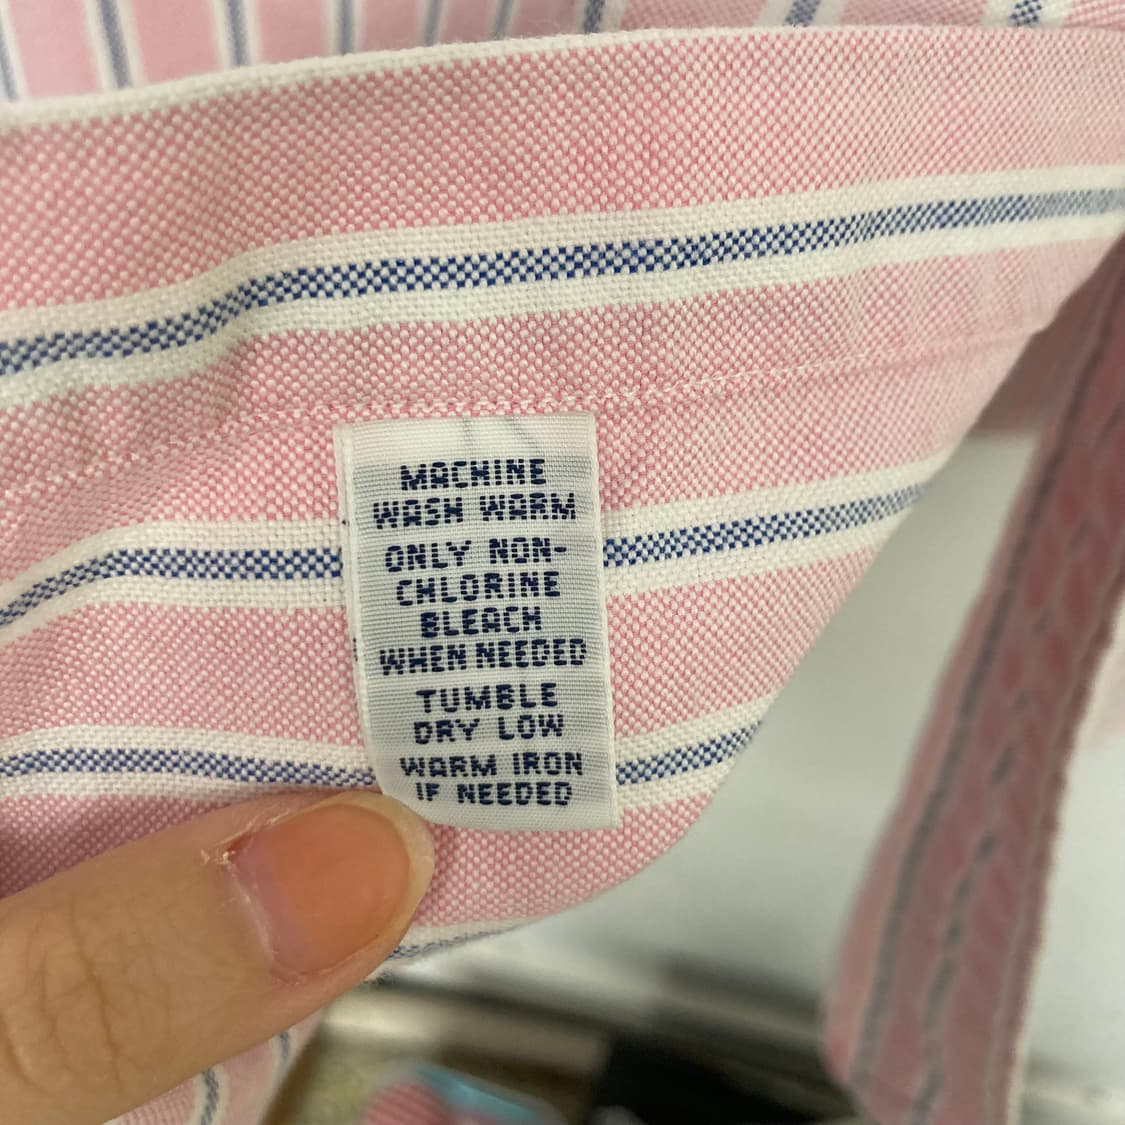 MACHINE
WASH WARM
ONLY NON-
CHLORINE
BLEACH
WHEN NEEDED
TUMBLE
DRY LOW
WARM IRON
IF NEEDED